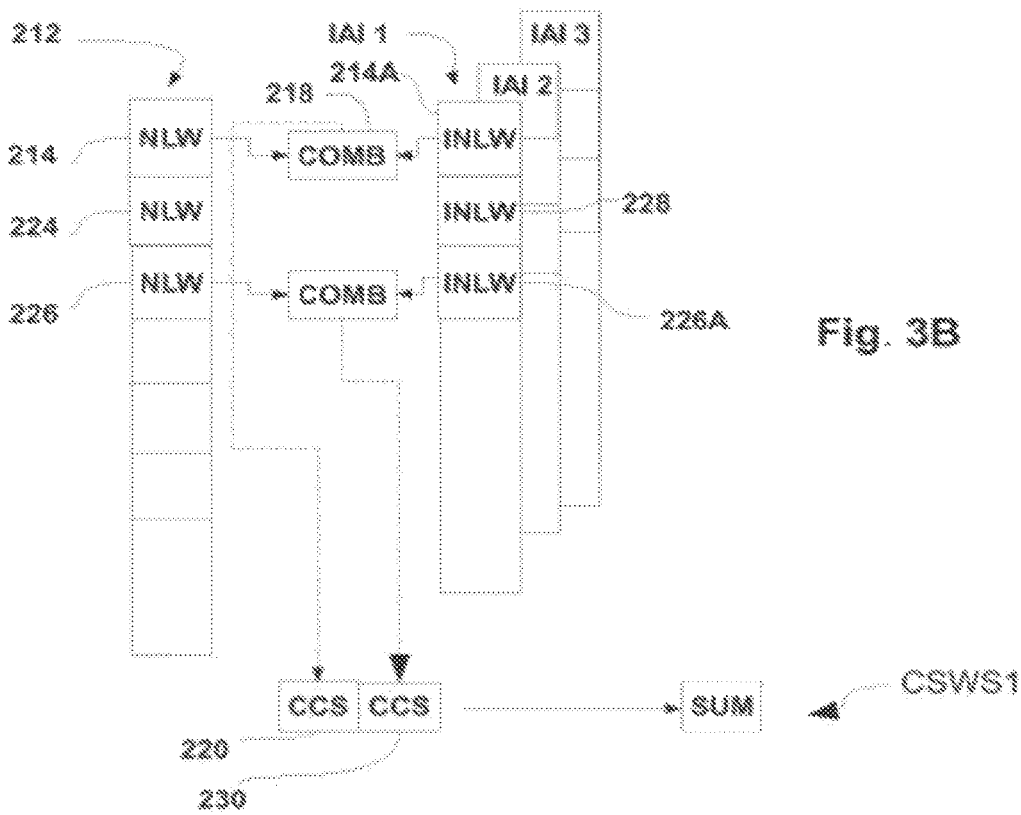 212
IAI 1
IAI 3
214A
IAI 2
218
214
NLW
COMB
INLW
224
NLW
INLW
228
226
NLW
COMB
INLW
226A
Fig. 3B
CCS
CCS
SUM
CSWS1
220
230